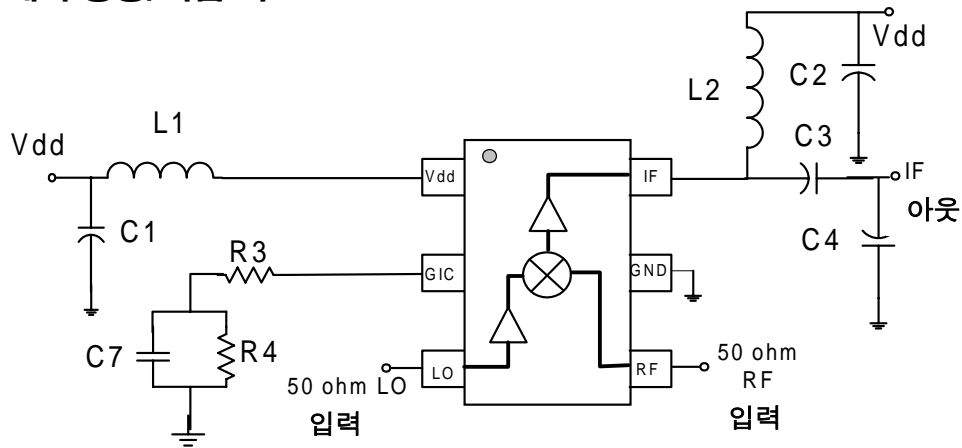 Vdd
L2
C2
L1
C3
Vdd
Vdd
IF
IF
아웃
C1
C4
R3
GIC
GND
C7
R4
50 ohm LO
LO
RF
50 ohm
RF
입력
입력